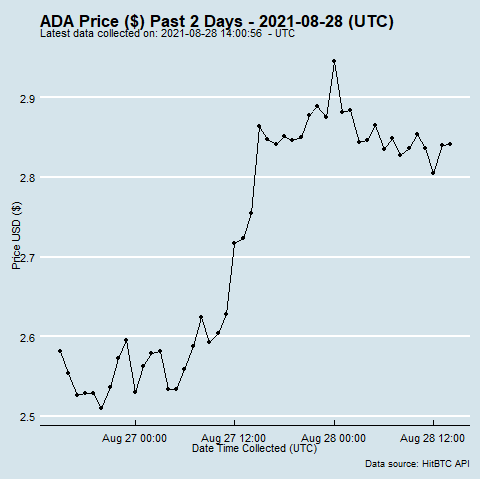 ADA Price ($) Past 2 Days - 2021-08-28 (UTC)
Latest data collected on: 2021-08-28 14:00:56  - UTC
Price USD ($)
2.9
2.8
2.7
2.6
2.5
Aug 27 00:00
Aug 27 12:00
Aug 28 00:00
Aug 28 12:00
Date Time Collected (UTC)
Data source: HitBTC API